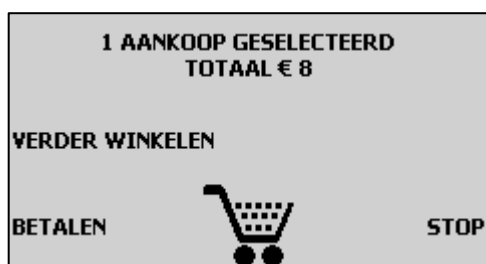 1 AANKOOP GESELECTEERD
TOTAAL € 8
VERDER WINKELEN
BETALEN
STOP